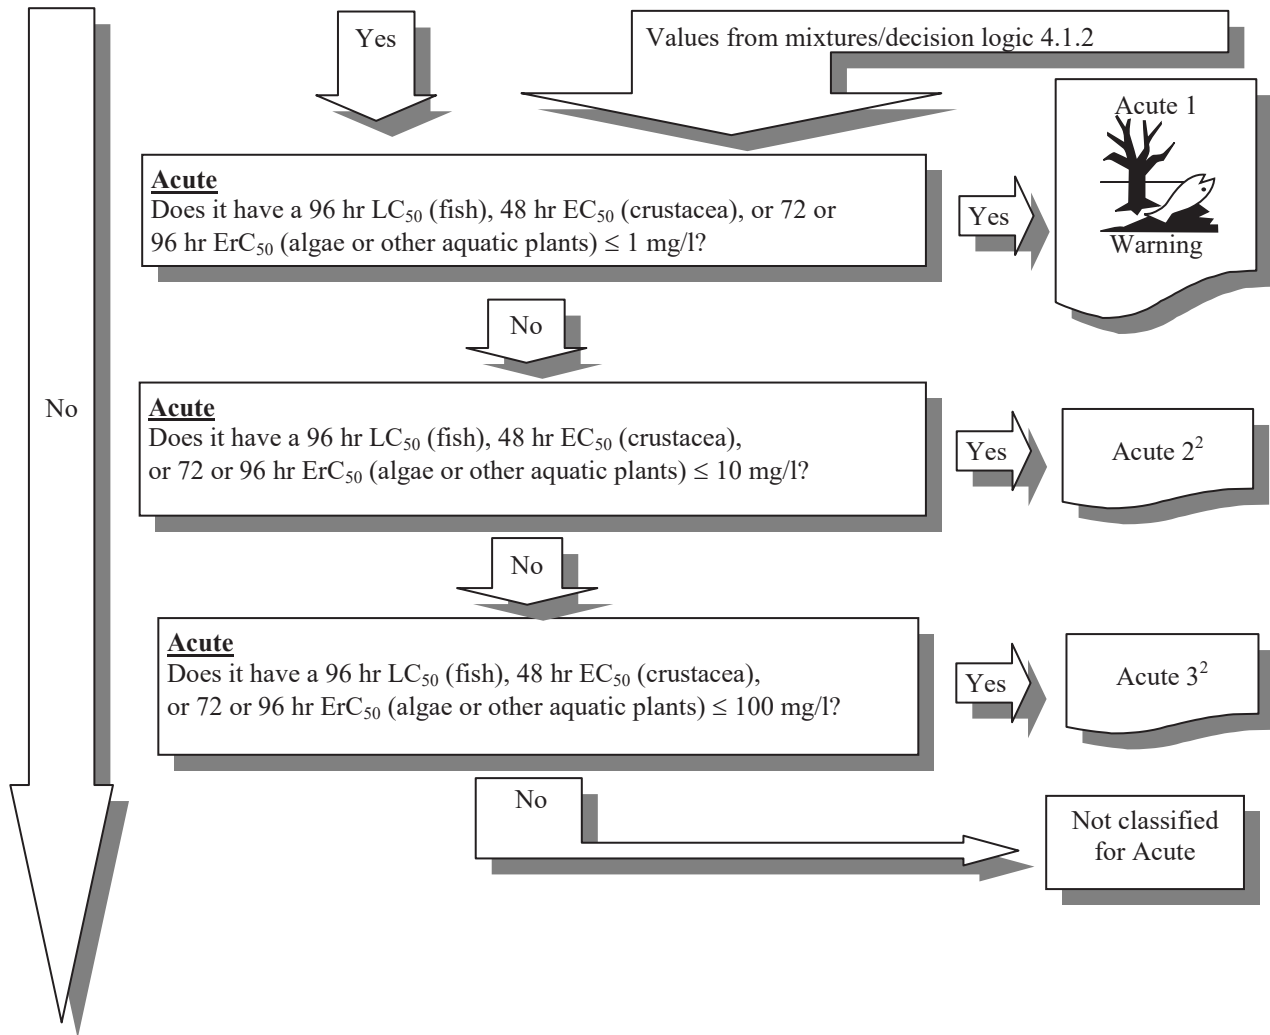 Yes
Values from mixtures/decision logic 4.1.2
Acute 1
Warning
Acute
Does it have a 96 hr LC₅₀ (fish), 48 hr EC₅₀ (crustacea), or 72 or
96 hr ErC₅₀ (algae or other aquatic plants) ≤ 1 mg/l?
Yes
No
No
Acute
Does it have a 96 hr LC₅₀ (fish), 48 hr EC₅₀ (crustacea),
or 72 or 96 hr ErC₅₀ (algae or other aquatic plants) ≤ 10 mg/l?
Yes
Acute 2²
No
Acute
Does it have a 96 hr LC₅₀ (fish), 48 hr EC₅₀ (crustacea),
or 72 or 96 hr ErC₅₀ (algae or other aquatic plants) ≤ 100 mg/l?
Yes
Acute 3²
No
Not classified
for Acute